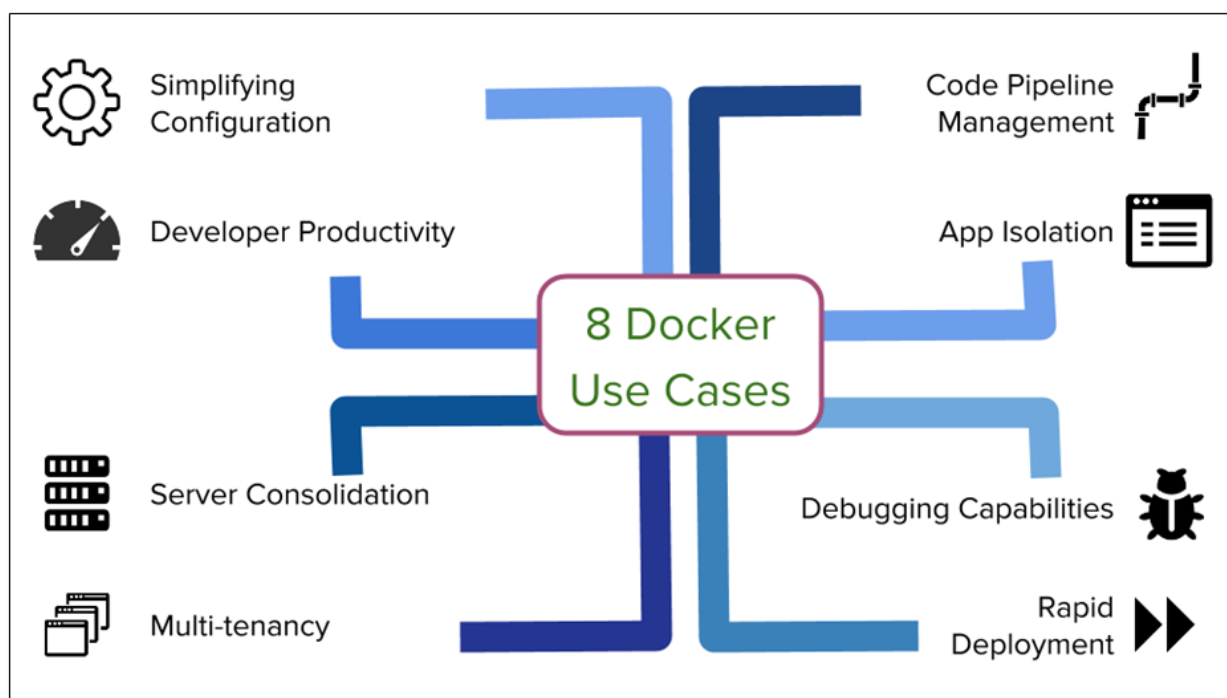 Simplifying
Configuration
Code Pipeline
Management
Developer Productivity
App Isolation
8 Docker
Use Cases
Server Consolidation
Debugging Capabilities
Multi-tenancy
Rapid
Deployment